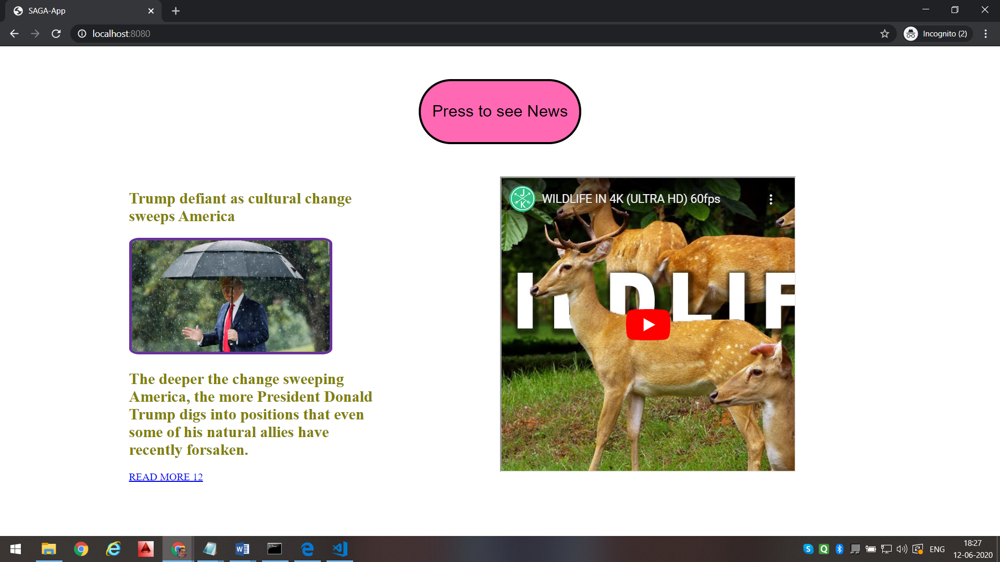 SAGA-App
localhost:8080
Incognito (2)
Press to see News
Trump defiant as cultural change
sweeps America
The deeper the change sweeping
America, the more President Donald
Trump digs into positions that even
some of his natural allies have
recently forsaken.
READ MORE 12
J
K
WILDLIFE IN 4K (ULTRA HD) 60fps
ILDLIF
ENG
18:27
12-06-2020